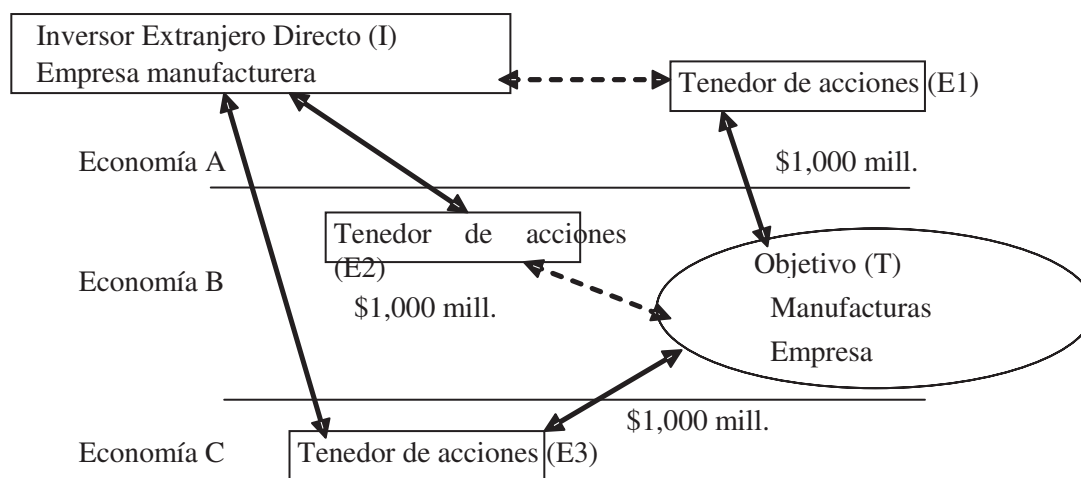 Inversor Extranjero Directo (I)
Empresa manufacturera
Tenedor de acciones (E1)
Economía A
$1,000 mill.
Tenedor de acciones
(E2)
Objetivo (T)
Economía B
$1,000 mill.
Manufacturas
Empresa
$1,000 mill.
Economía C
Tenedor de acciones (E3)